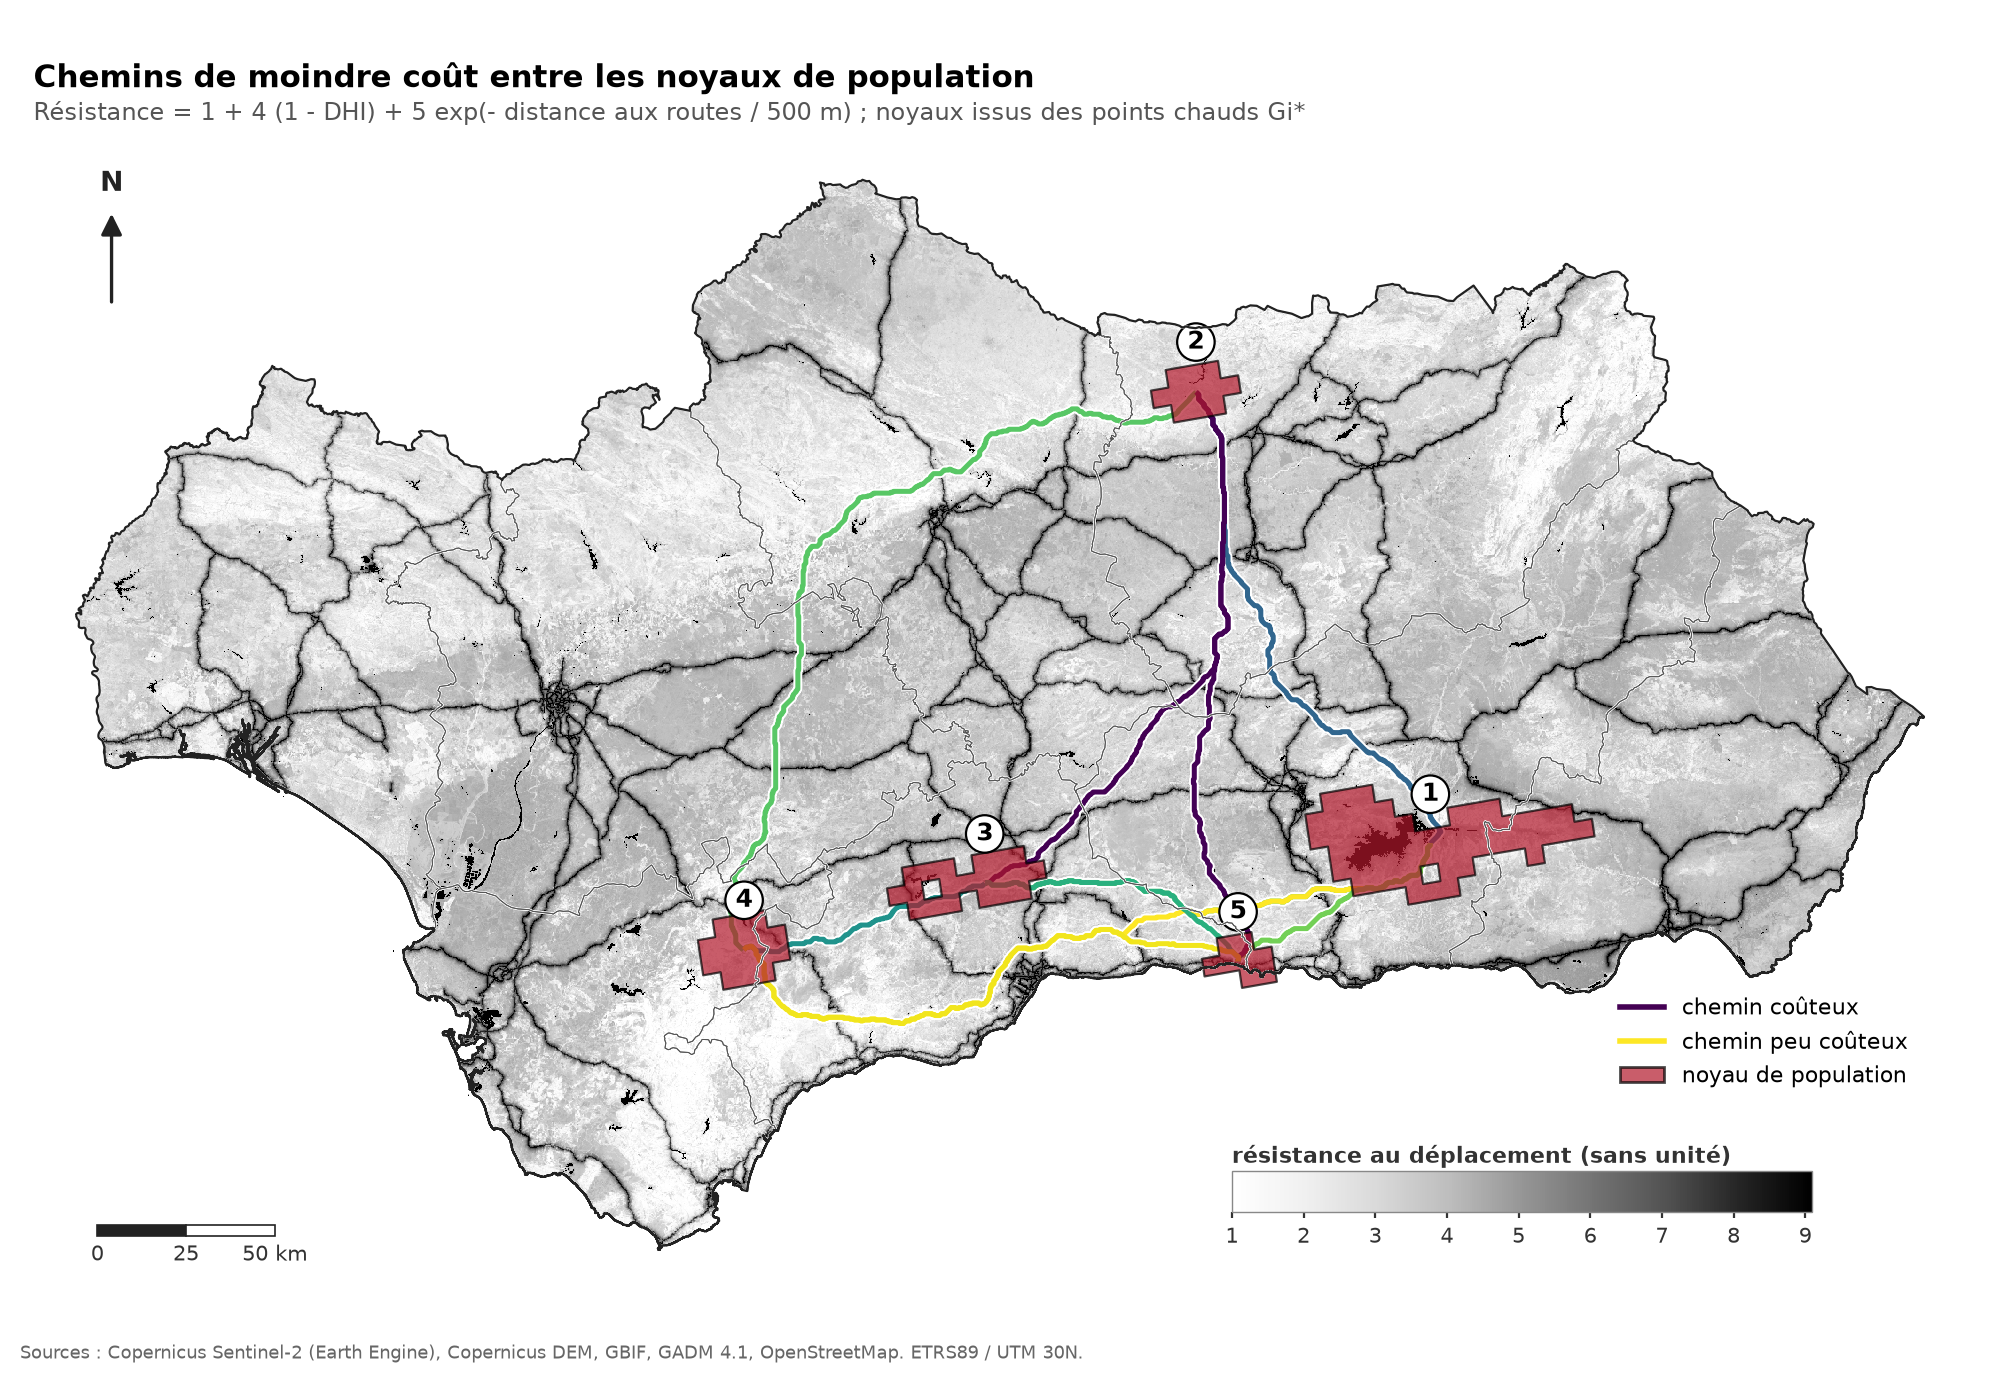 Chemins de moindre coût entre les noyaux de population
Résistance = 1 + 4 (1 - DHI) + 5 exp(- distance aux routes / 500 m) ; noyaux issus des points chauds Gi*
N
2
1
3
4
5
chemin coûteux
chemin peu coûteux
noyau de population
résistance au déplacement (sans unité)
1 2 3 4 5 6 7 8 9
0 25 50 km
Sources : Copernicus Sentinel-2 (Earth Engine), Copernicus DEM, GBIF, GADM 4.1, OpenStreetMap. ETRS89 / UTM 30N.